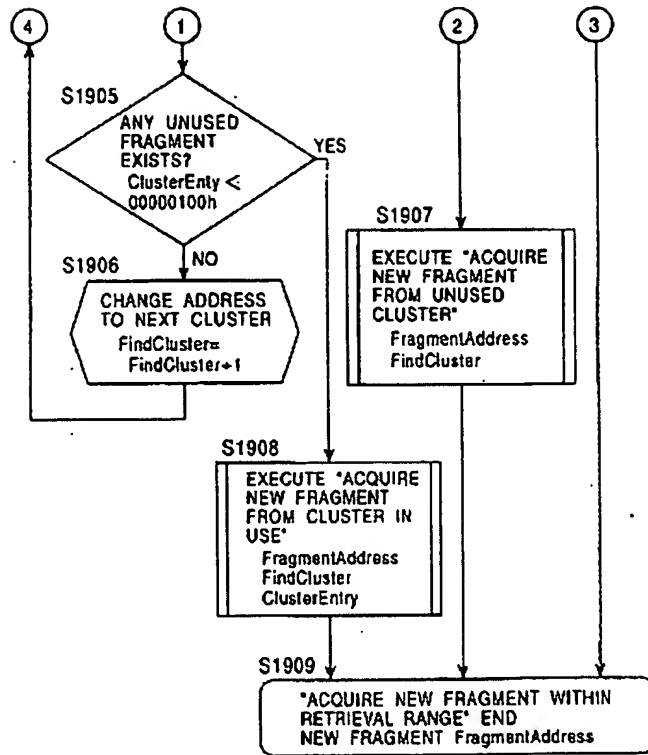 4
1
2
3
S1905
ANY UNUSED
FRAGMENT
EXISTS?
ClusterEnty <
00000100h
YES
NO
S1906
CHANGE ADDRESS
TO NEXT CLUSTER
FindCluster=
FindCluster+1
S1907
EXECUTE "ACQUIRE
NEW FRAGMENT
FROM UNUSED
CLUSTER"
FragmentAddress
FindCluster
S1908
EXECUTE "ACQUIRE
NEW FRAGMENT
FROM CLUSTER IN
USE"
FragmentAddress
FindCluster
ClusterEntry
S1909
"ACQUIRE NEW FRAGMENT WITHIN
RETRIEVAL RANGE" END
NEW FRAGMENT FragmentAddress